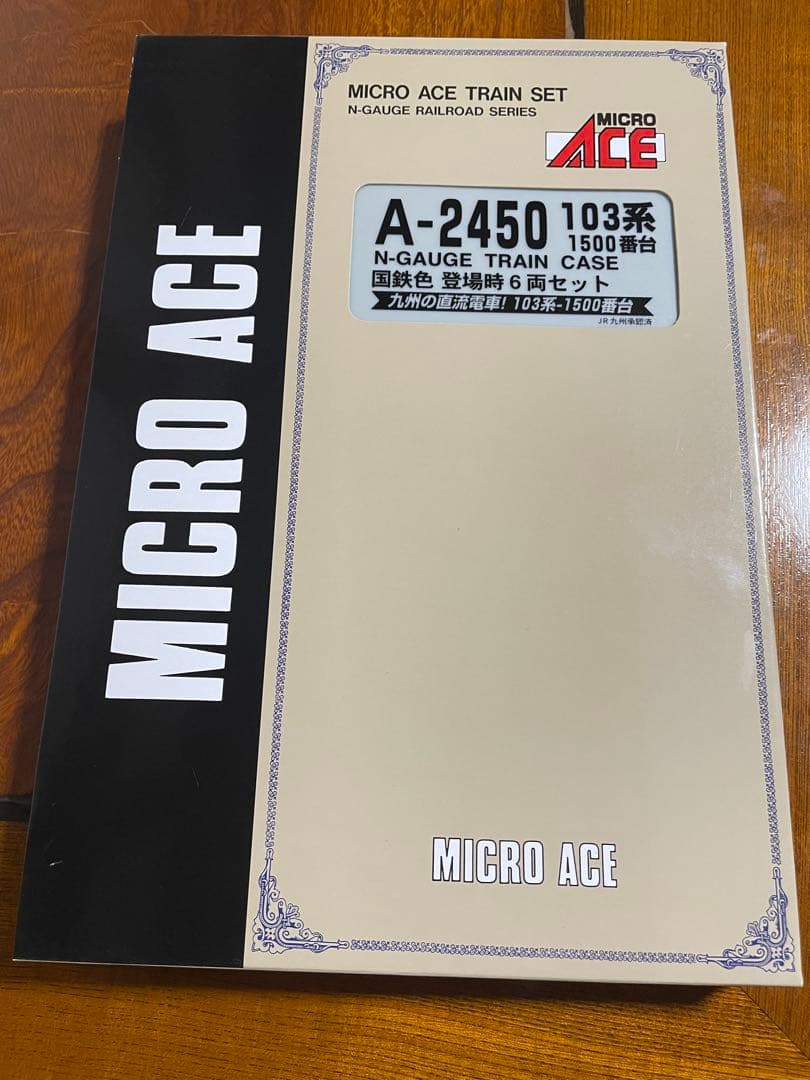 MICRO ACE TRAIN SET
N-GAUGE RAILROAD SERIES
MICRO
ACE
A-2450 103系
1500番台
N-GAUGE TRAIN CASE
国鉄色 登場時6両セット
九州の直流電車! 103系-1500番台
JR九州承認済
MICRO ACE
MICRO ACE